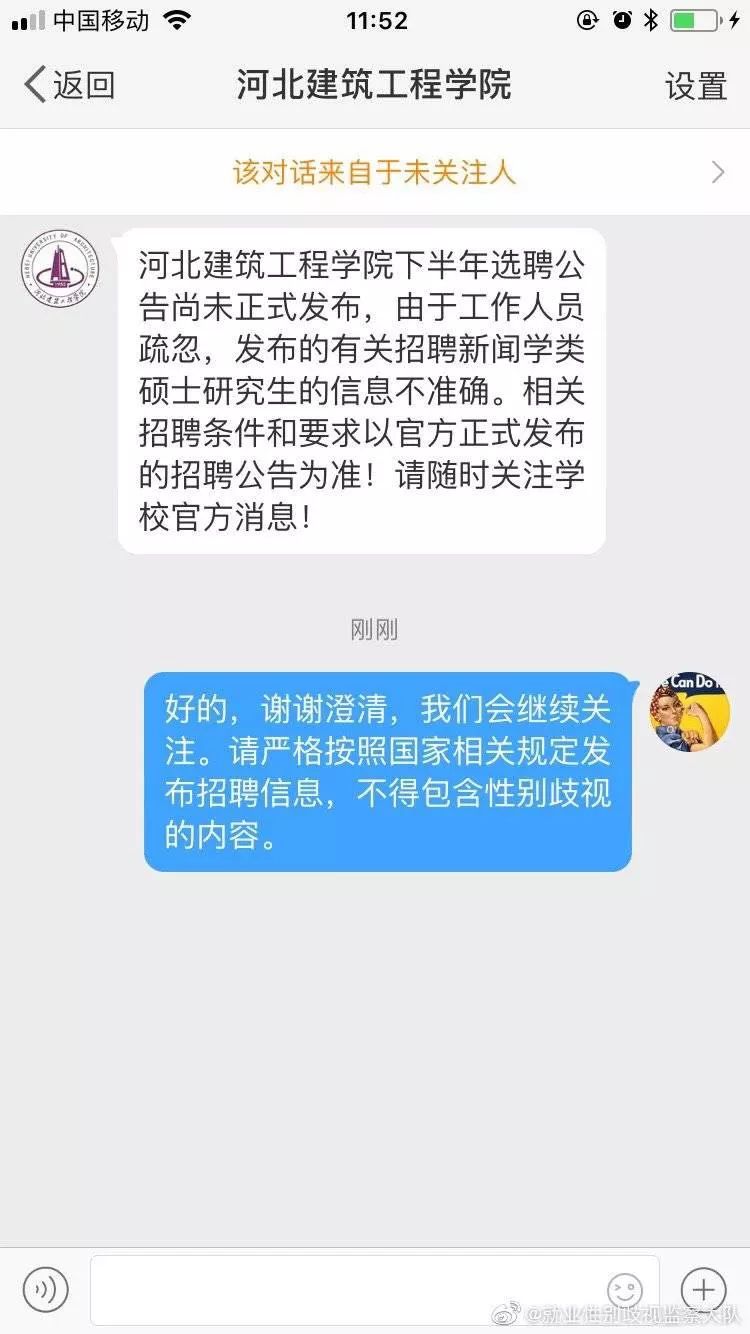 中国移动
11:52
返回
河北建筑工程学院
设置
该对话来自于未关注人
河北建筑工程学院下半年选聘公
告尚未正式发布，由于工作人员
疏忽，发布的有关招聘新闻学类
硕士研究生的信息不准确。相关
招聘条件和要求以官方正式发布
的招聘公告为准！请随时关注学
校官方消息！
刚刚
Can Do
好的，谢谢澄清，我们会继续关
注。请严格按照国家相关规定发
布招聘信息，不得包含性别歧视
的内容。
@就业性别歧视监察大队